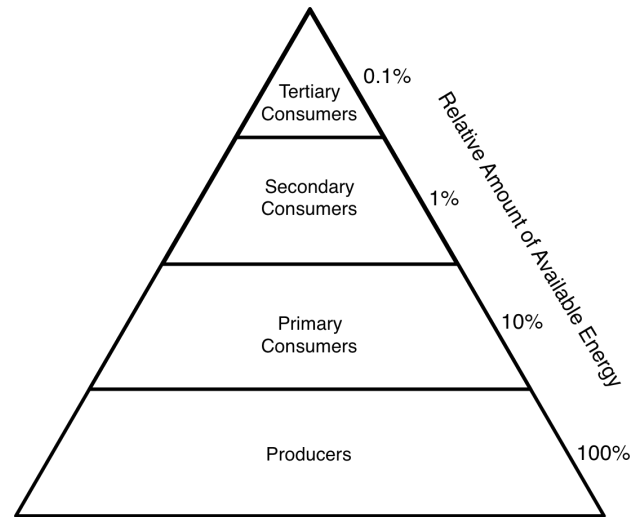 Tertiary
Consumers
0.1%
Secondary
Consumers
1%
Primary
Consumers
10%
Producers
100%
Relative Amount of Available Energy